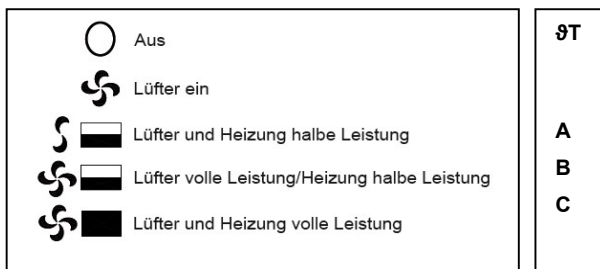 Aus
Lüfter ein
Lüfter und Heizung halbe Leistung
Lüfter volle Leistung/Heizung halbe Leistung
Lüfter und Heizung volle Leistung
ϑT
A
B
C